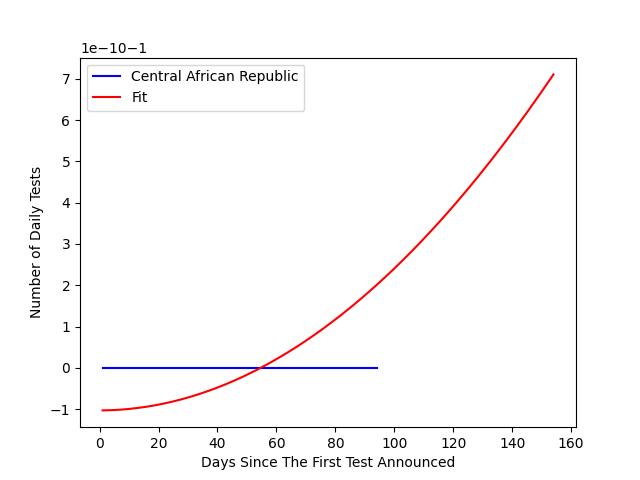 1e−10−1
Central African Republic
Fit
7
6
5
4
3
2
1
0
−1
Number of Daily Tests
0 20 40 60 80 100 120 140 160
Days Since The First Test Announced